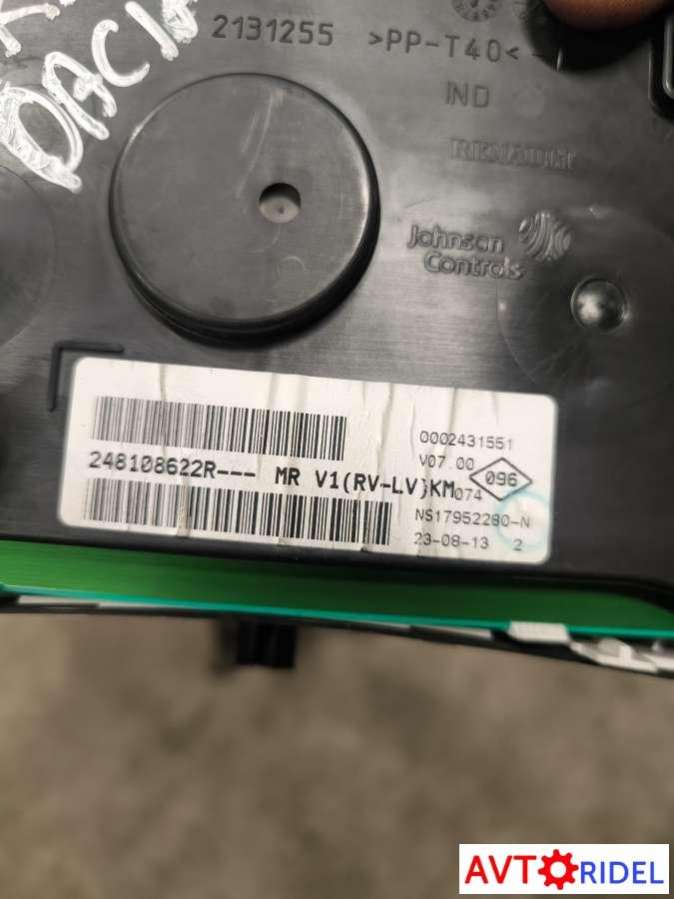 DACIA
2131255 >PP-T40<
IND
RENAULT
Johnson
Controls
0002431551
V07.00
096
248108622R--- MR V1(RV-LV)KM
074
NS17952280-N
23-08-13 2
AVTORIDEL